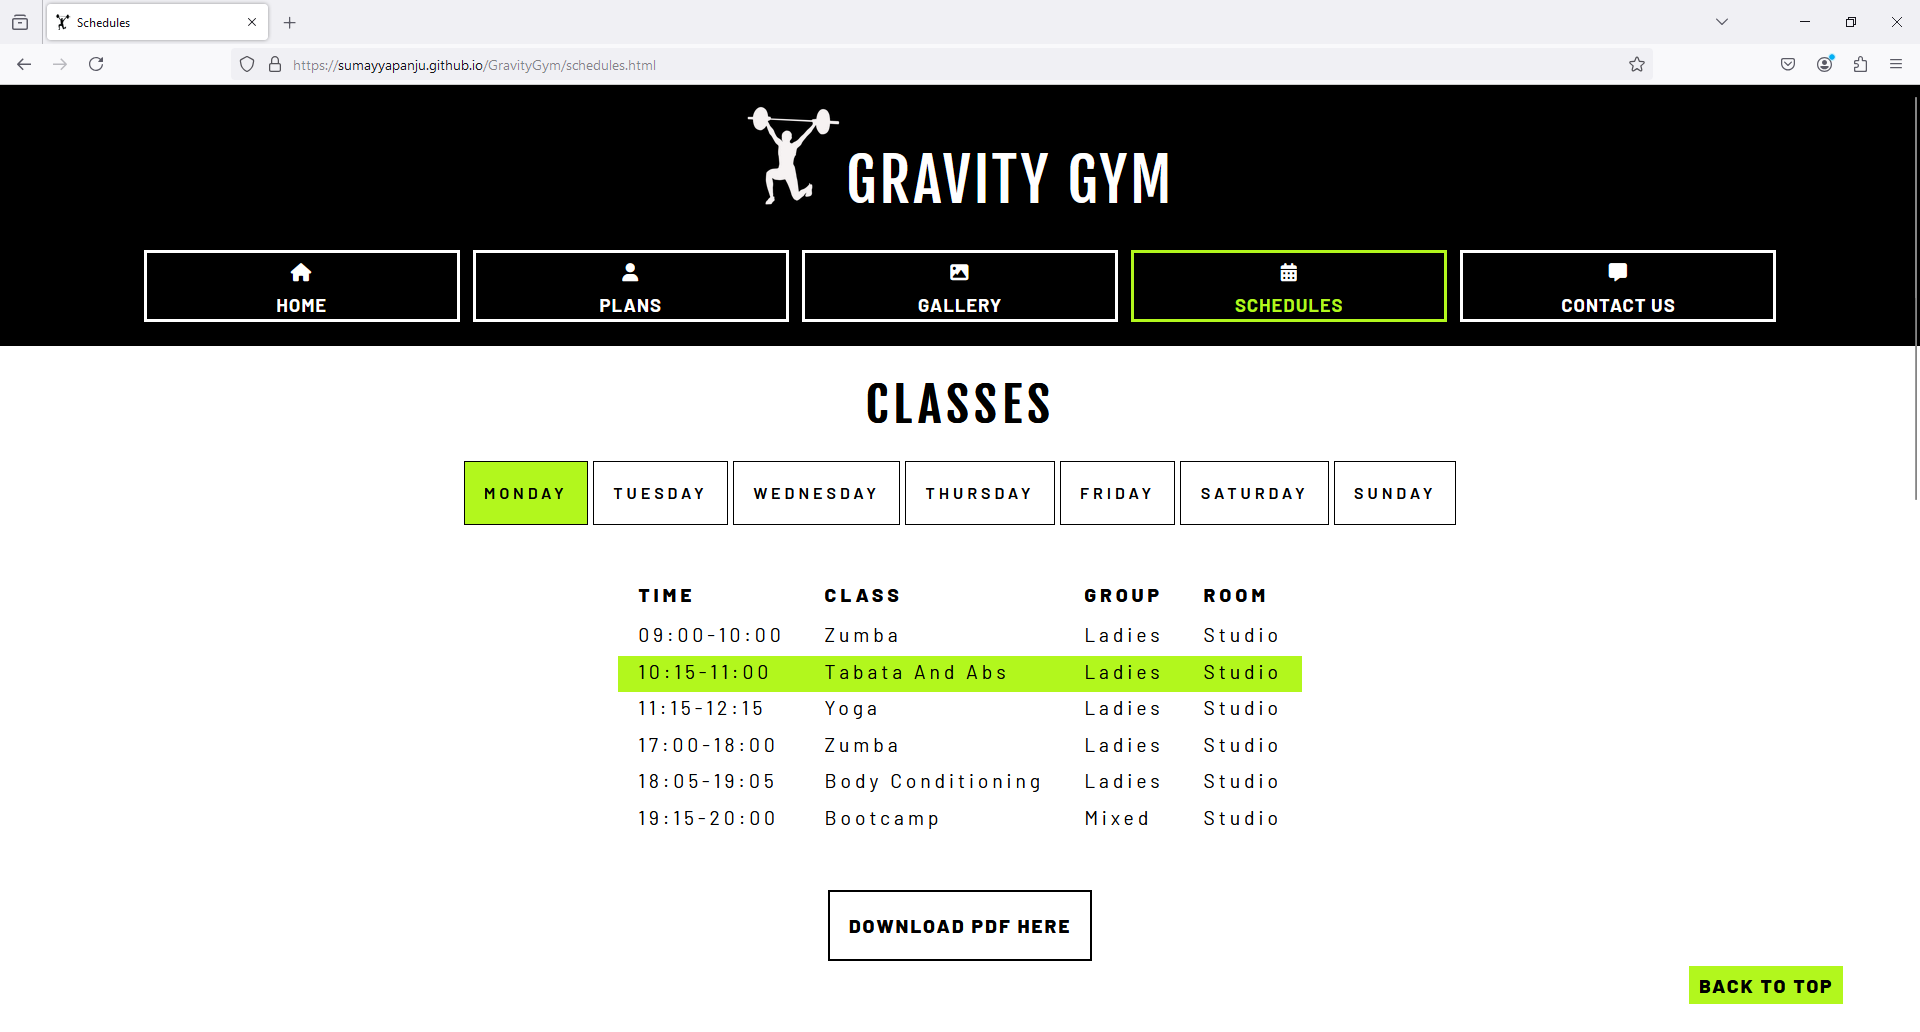 Schedules
https://sumayyapanju.github.io/GravityGym/schedules.html
GRAVITY GYM
HOME PLANS GALLERY SCHEDULES CONTACT US
CLASSES
MONDAY TUESDAY WEDNESDAY THURSDAY FRIDAY SATURDAY SUNDAY
TIME CLASS GROUP ROOM
09:00-10:00 Zumba Ladies Studio
10:15-11:00 Tabata And Abs Ladies Studio
11:15-12:15 Yoga Ladies Studio
17:00-18:00 Zumba Ladies Studio
18:05-19:05 Body Conditioning Ladies Studio
19:15-20:00 Bootcamp Mixed Studio
DOWNLOAD PDF HERE
BACK TO TOP